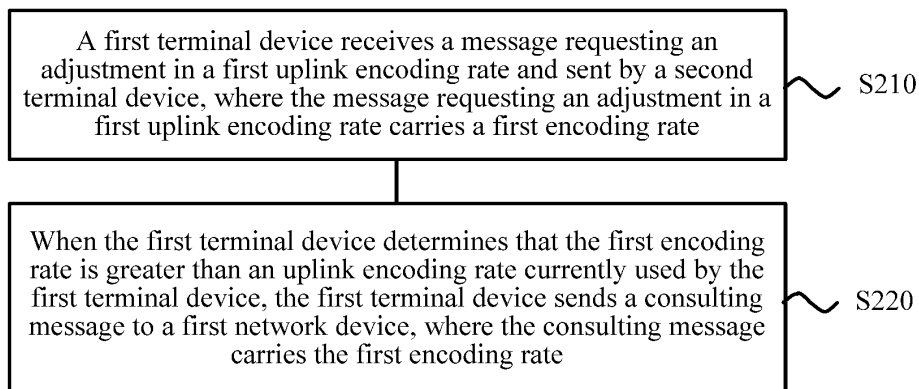 A first terminal device receives a message requesting an
adjustment in a first uplink encoding rate and sent by a second
terminal device, where the message requesting an adjustment in a
first uplink encoding rate carries a first encoding rate
S210
When the first terminal device determines that the first encoding
rate is greater than an uplink encoding rate currently used by the
first terminal device, the first terminal device sends a consulting
message to a first network device, where the consulting message
carries the first encoding rate
S220